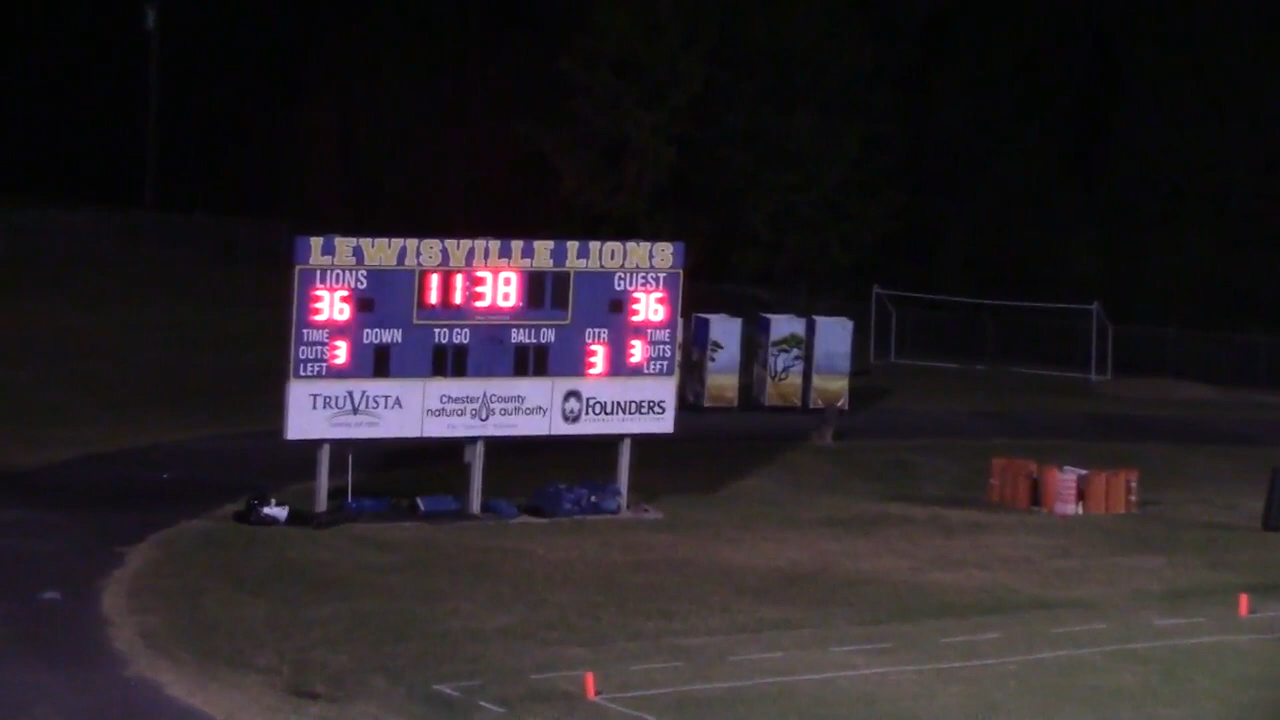 LEWISVILLE LIONS
LIONS 11:38 GUEST
36 36
TIME OUTS LEFT 3 DOWN TO GO BALL ON QTR 3 3 TIME OUTS LEFT
TRUVISTA
Chester County
natural gas authority
FOUNDERS